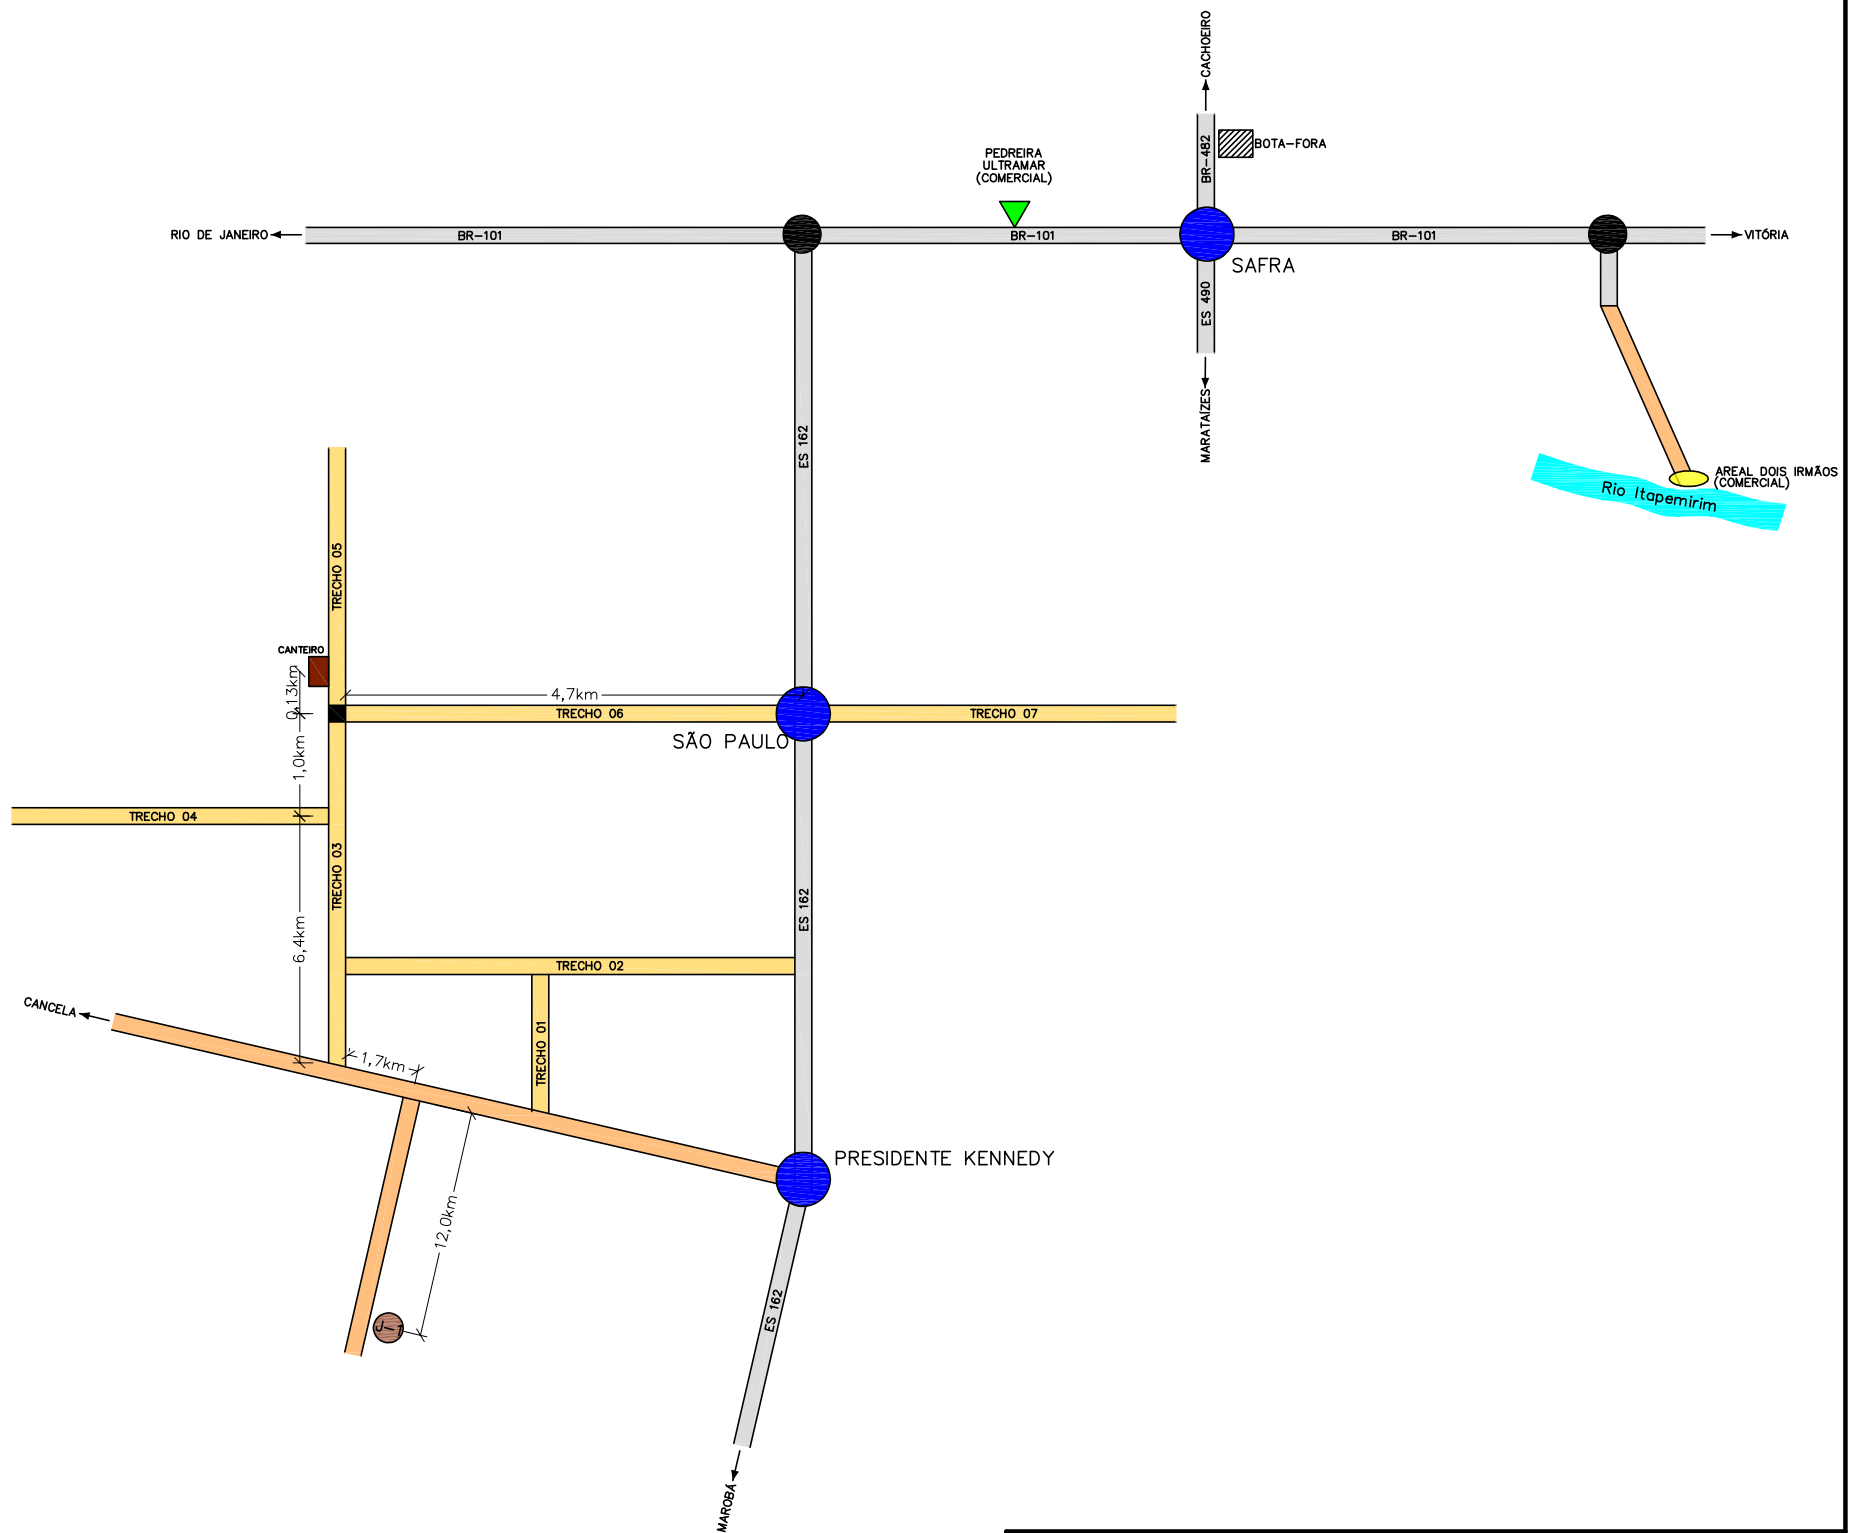 CACHOEIRO
BR-482
BOTA-FORA
PEDREIRA
ULTRAMAR
(COMERCIAL)
RIO DE JANEIRO
BR-101
BR-101
BR-101
VITÓRIA
SAFRA
ES 490
MARATAÍZES
ES 162
AREAL DOIS IRMÃOS
(COMERCIAL)
Rio Itapemirim
TRECHO 05
CANTEIRO
0,13km
4,7km
TRECHO 06
TRECHO 07
SÃO PAULO
1,0km
TRECHO 04
TRECHO 03
ES 162
6,4km
TRECHO 02
CANCELA
TRECHO 01
1,7km
PRESIDENTE KENNEDY
12,0km
J-1
ES 162
MAROBÁ